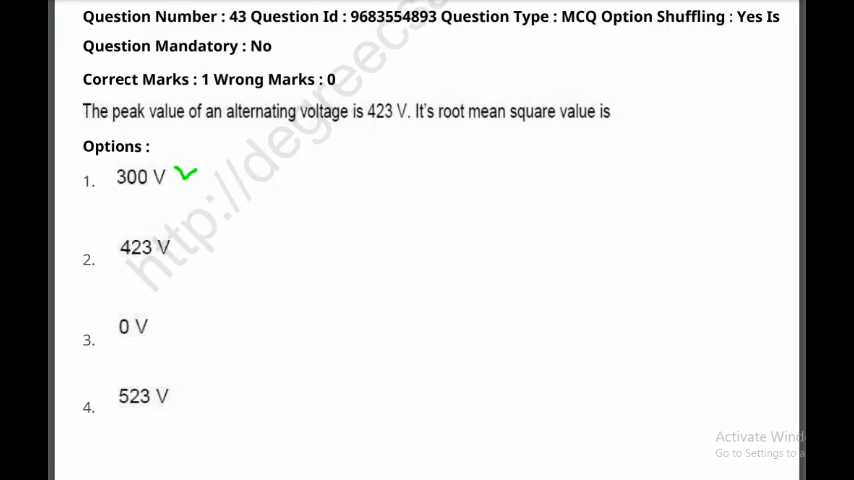 Question Number : 43 Question Id : 9683554893 Question Type : MCQ Option Shuffling : Yes Is
Question Mandatory : No
Correct Marks : 1 Wrong Marks : 0
The peak value of an alternating voltage is 423 V. It's root mean square value is
Options :
1. 300 V
2. 423 V
3. 0 V
4. 523 V
http://degreecs
Activate Wind
Go to Settings to a